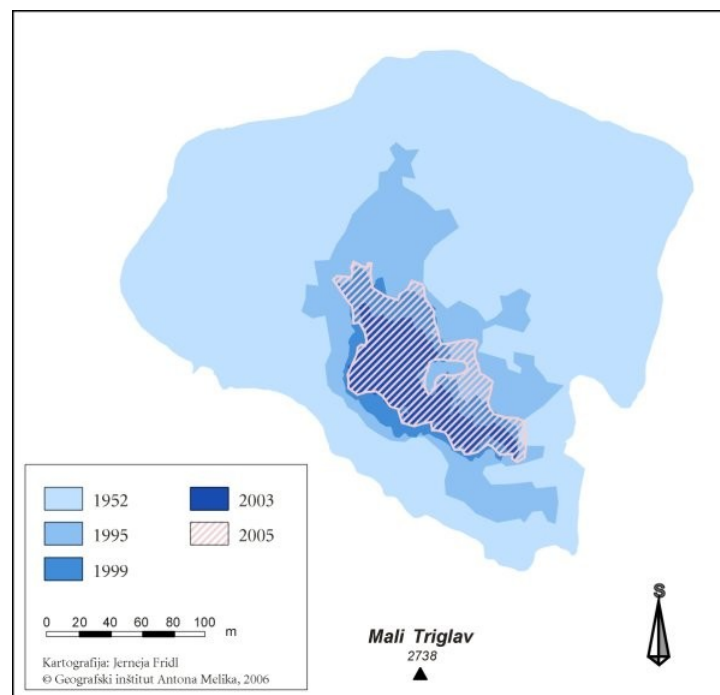 1952
1995
1999
2003
2005
0 20 40 60 80 100 m
Kartografija: Jerneja Fridl
© Geografski inštitut Antona Melika, 2006
Mali Triglav
2738
S